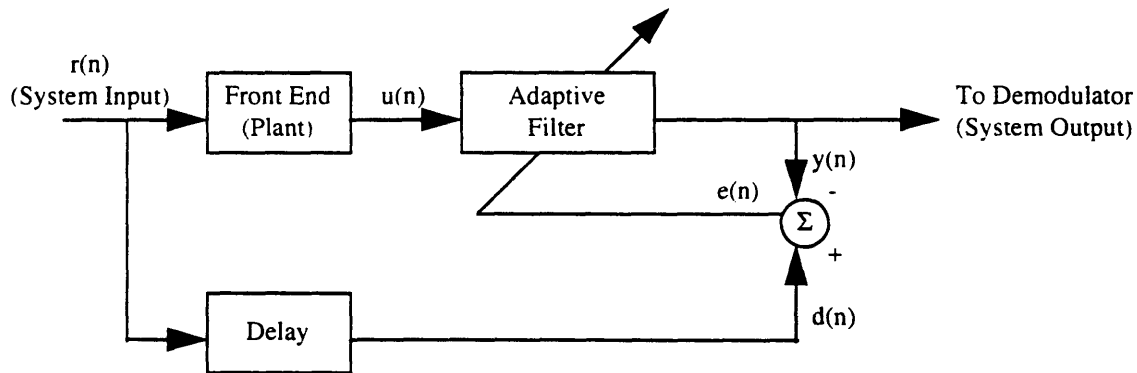 r(n)
(System Input)
Front End
(Plant)
u(n)
Adaptive
Filter
To Demodulator
(System Output)
y(n)
-
e(n)
Σ
+
Delay
d(n)